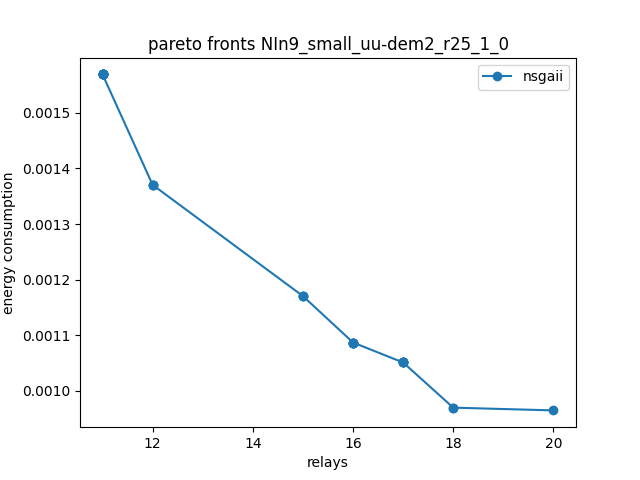 pareto fronts NIn9_small_uu-dem2_r25_1_0
nsgaii
0.0015
0.0014
0.0013
0.0012
0.0011
0.0010
energy consumption
12 14 16 18 20
relays